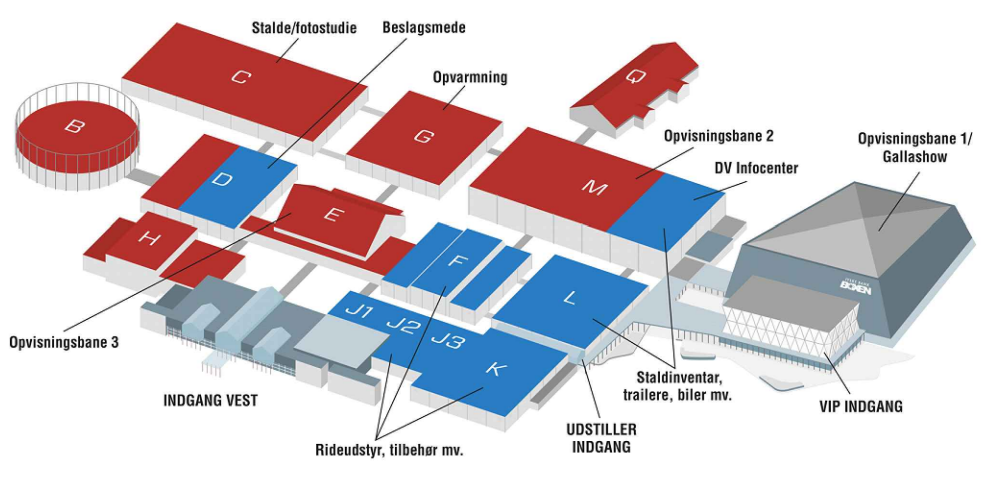 Stalde/fotostudie
Beslagsmede
Opvarmning
C
Q
G
B
Opvisningsbane 2
Opvisningsbane 1/
Gallashow
DV Infocenter
D
M
E
H
F
L
BOXEN
J1
J2
J3
K
Opvisningsbane 3
INDGANG VEST
Staldinventar,
trailere, biler mv.
VIP INDGANG
UDSTILLER
INDGANG
Rideudstyr, tilbehør mv.